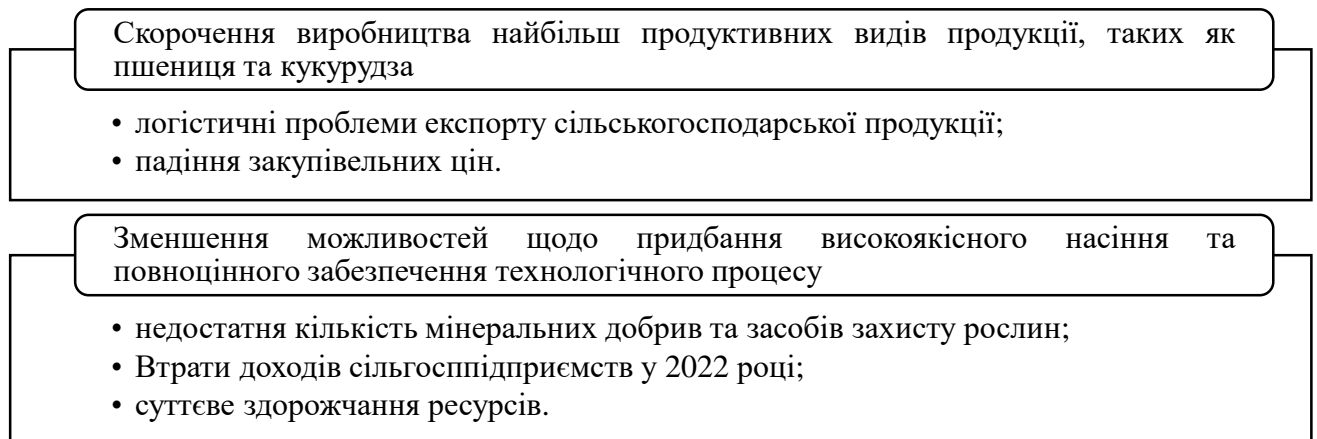 Скорочення виробництва найбільш продуктивних видів продукції, таких як
пшениця та кукурудза
• логістичні проблеми експорту сільськогосподарської продукції;
• падіння закупівельних цін.
Зменшення можливостей щодо придбання високоякісного насіння та
повноцінного забезпечення технологічного процесу
• недостатня кількість мінеральних добрив та засобів захисту рослин;
• Втрати доходів сільгосппідприємств у 2022 році;
• суттєве здорожчання ресурсів.